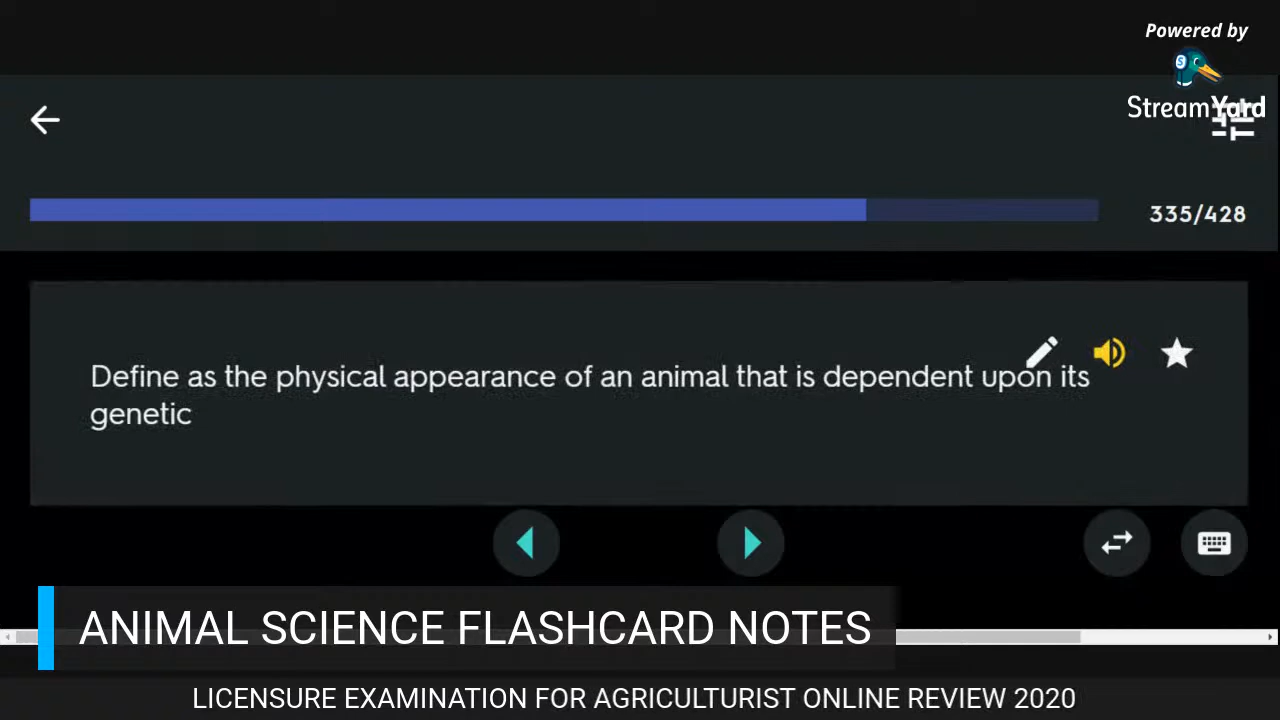 Powered by
StreamYard
335/428
Define as the physical appearance of an animal that is dependent upon its
genetic
ANIMAL SCIENCE FLASHCARD NOTES
LICENSURE EXAMINATION FOR AGRICULTURIST ONLINE REVIEW 2020